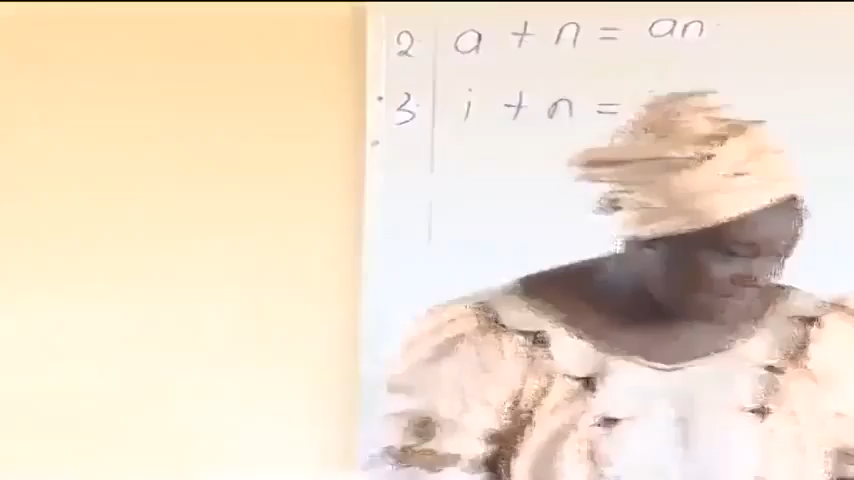 2. a + n = an
3. i + n =